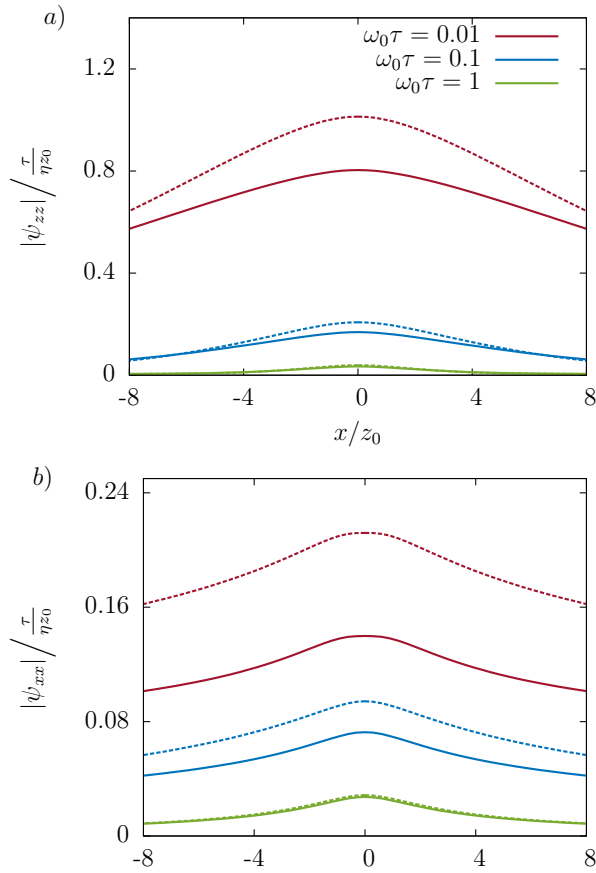 a)
ω₀τ = 0.01
ω₀τ = 0.1
ω₀τ = 1
1.2
0.8
0.4
0
|ψzz| / τ/ηz₀
-8 -4 0 4 8
x/z₀
b)
0.24
0.16
0.08
0
|ψxx| / τ/ηz₀
-8 -4 0 4 8
x/z₀